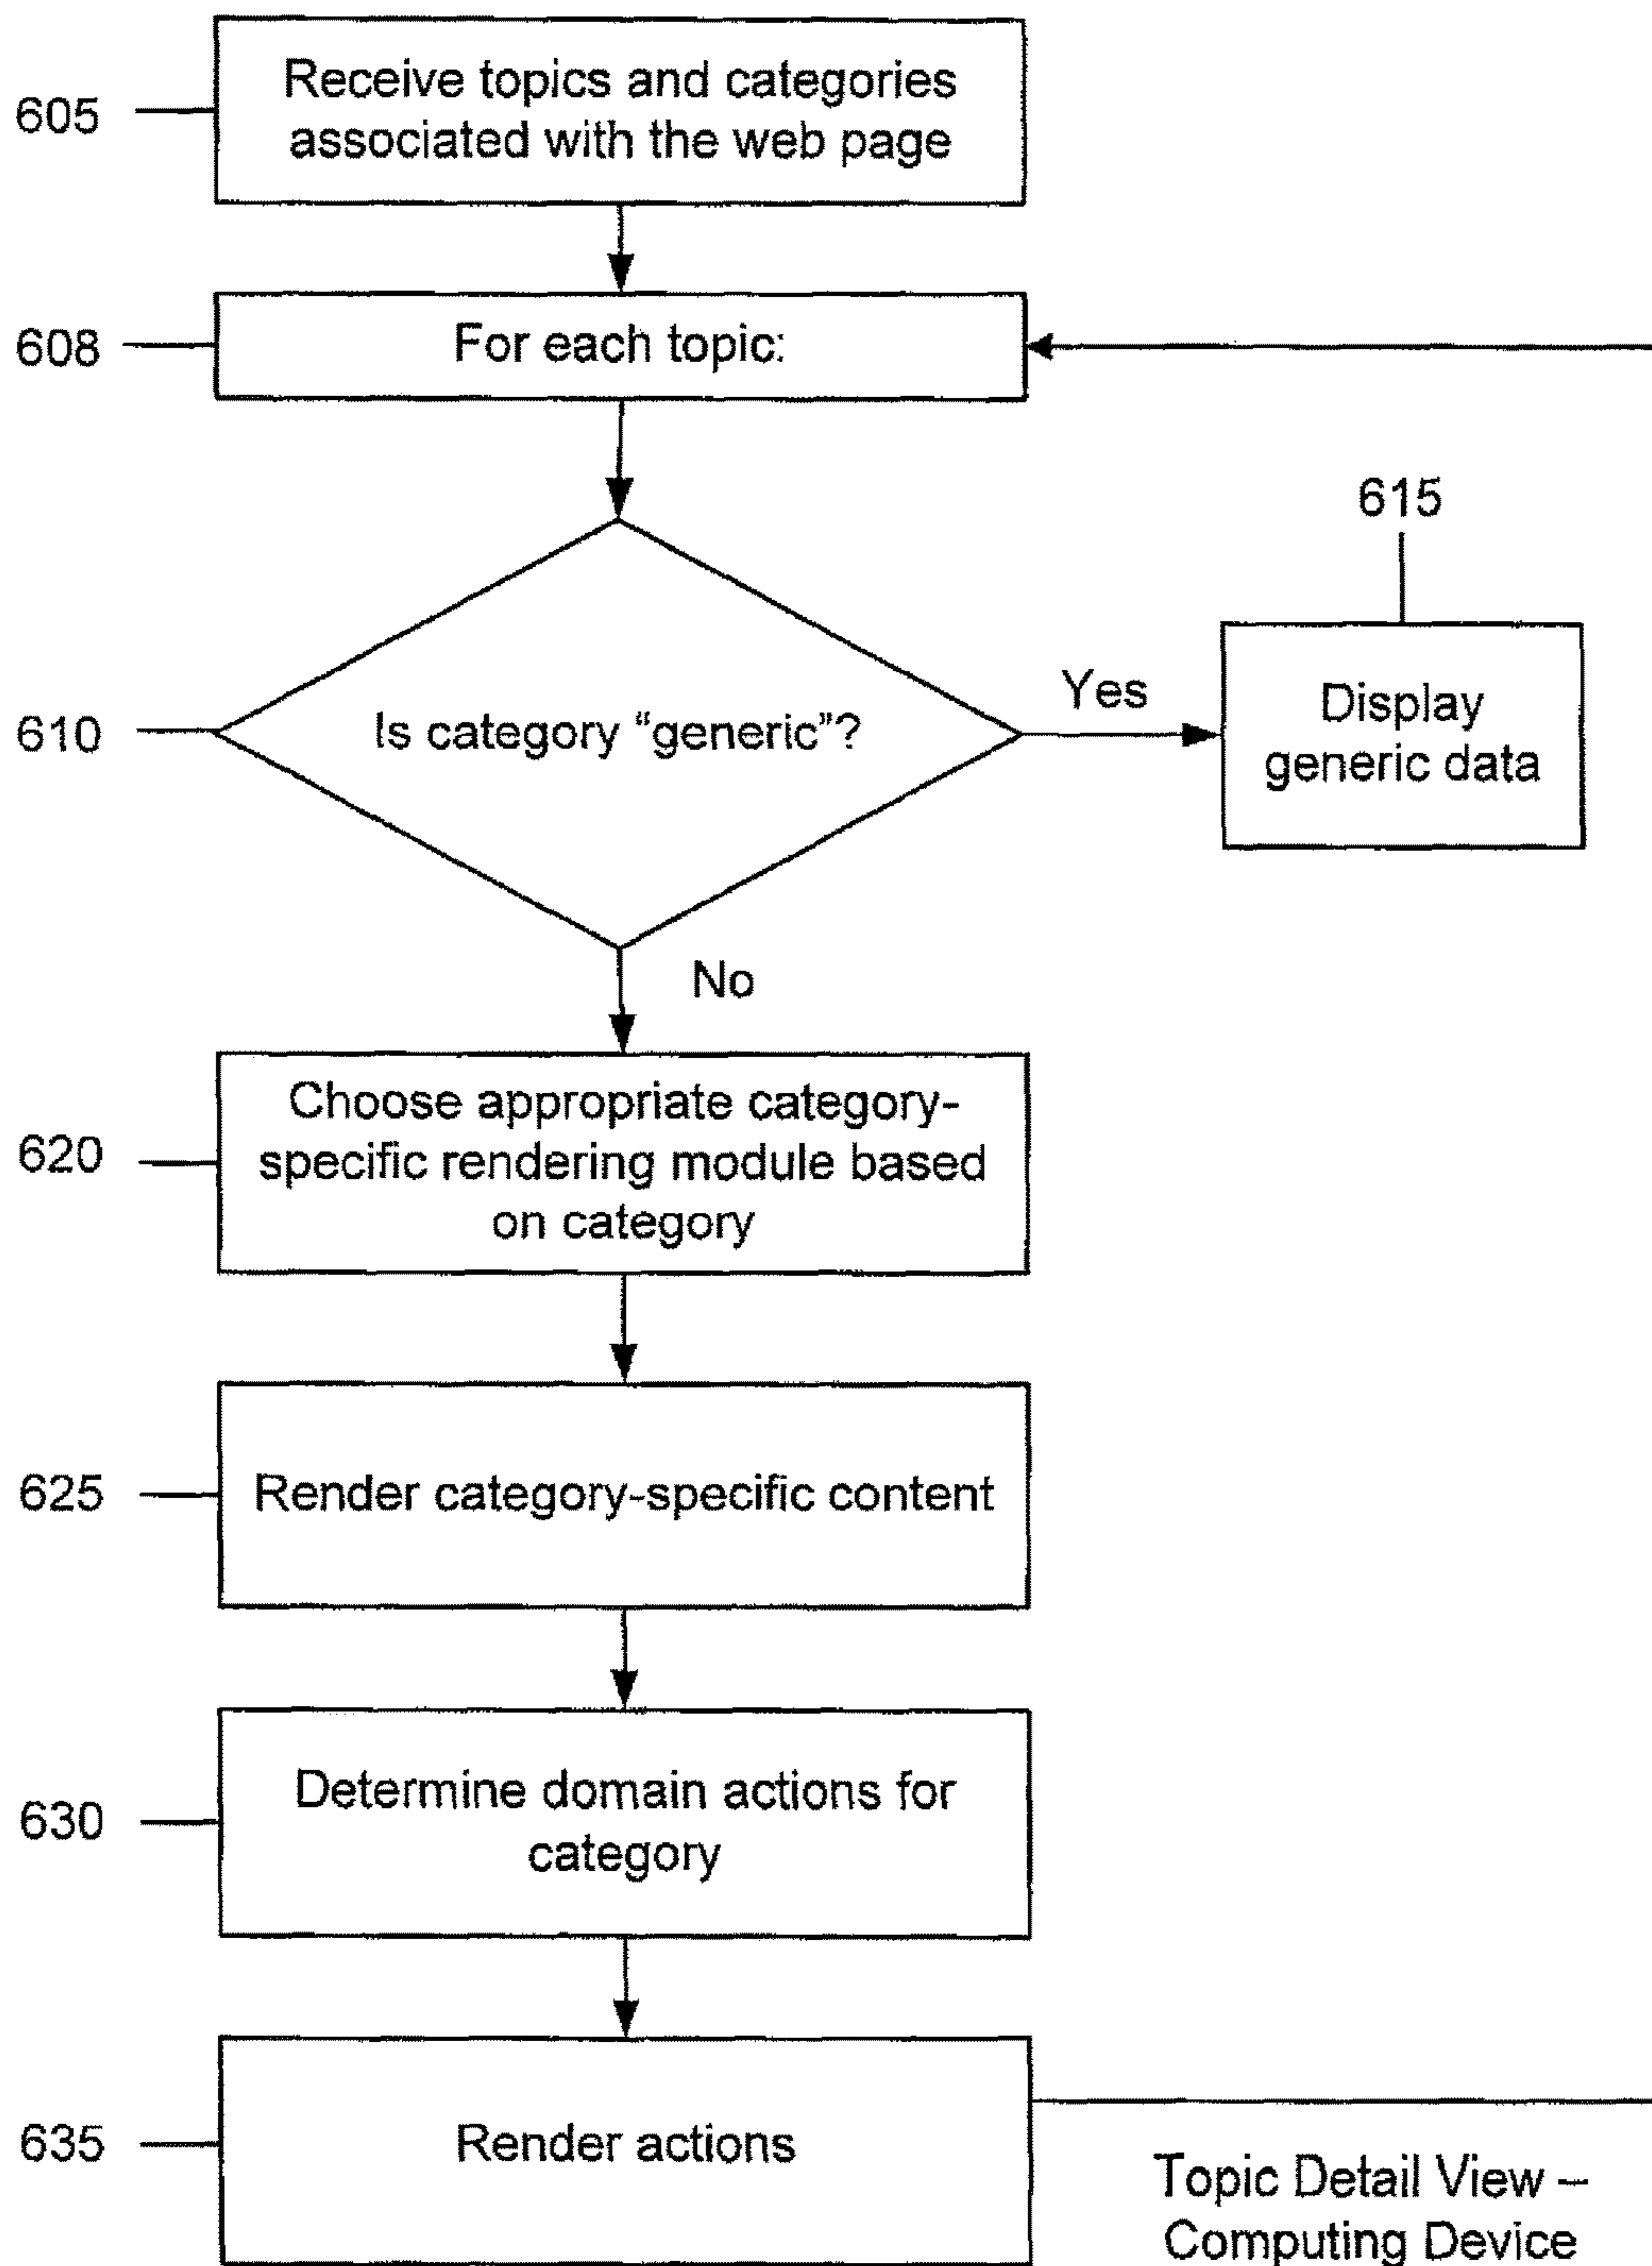 605
Receive topics and categories
associated with the web page
608
For each topic:
615
610
Is category “generic”?
Yes
Display
generic data
No
620
Choose appropriate category-
specific rendering module based
on category
625
Render category-specific content
630
Determine domain actions for
category
635
Render actions
Topic Detail View –
Computing Device